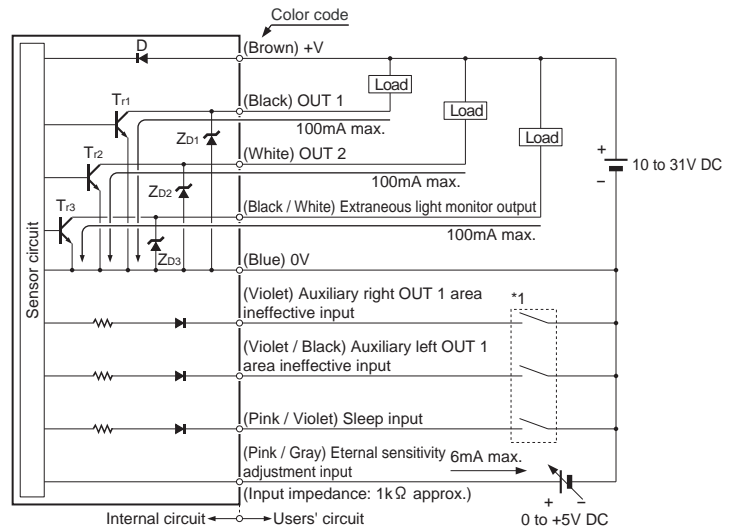 Color code
D
(Brown) +V
Load
Tr1
(Black) OUT 1
Load
100mA max.
ZD1
Load
Tr2
(White) OUT 2
+
10 to 31V DC
−
100mA max.
ZD2
Tr3
(Black / White) Extraneous light monitor output
100mA max.
ZD3
(Blue) 0V
Sensor circuit
(Violet) Auxiliary right OUT 1 area
ineffective input
*1
(Violet / Black) Auxiliary left OUT 1
area ineffective input
(Pink / Violet) Sleep input
(Pink / Gray) Eternal sensitivity
adjustment input
6mA max.
(Input impedance: 1kΩ approx.)
+ −
0 to +5V DC
Internal circuit
Users' circuit